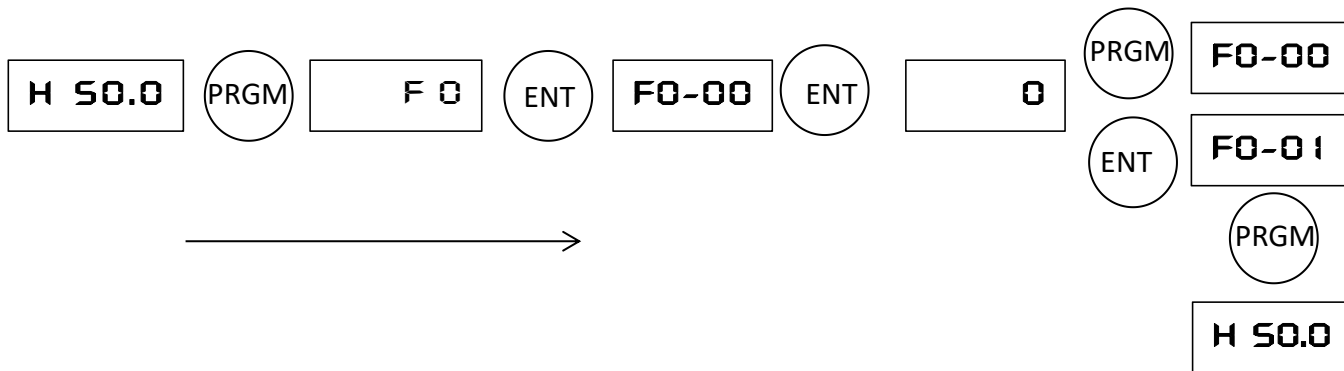 H 50.0 PRGM F 0 ENT F0-00 ENT 0 PRGM F0-00
ENT F0-01
PRGM
H 50.0